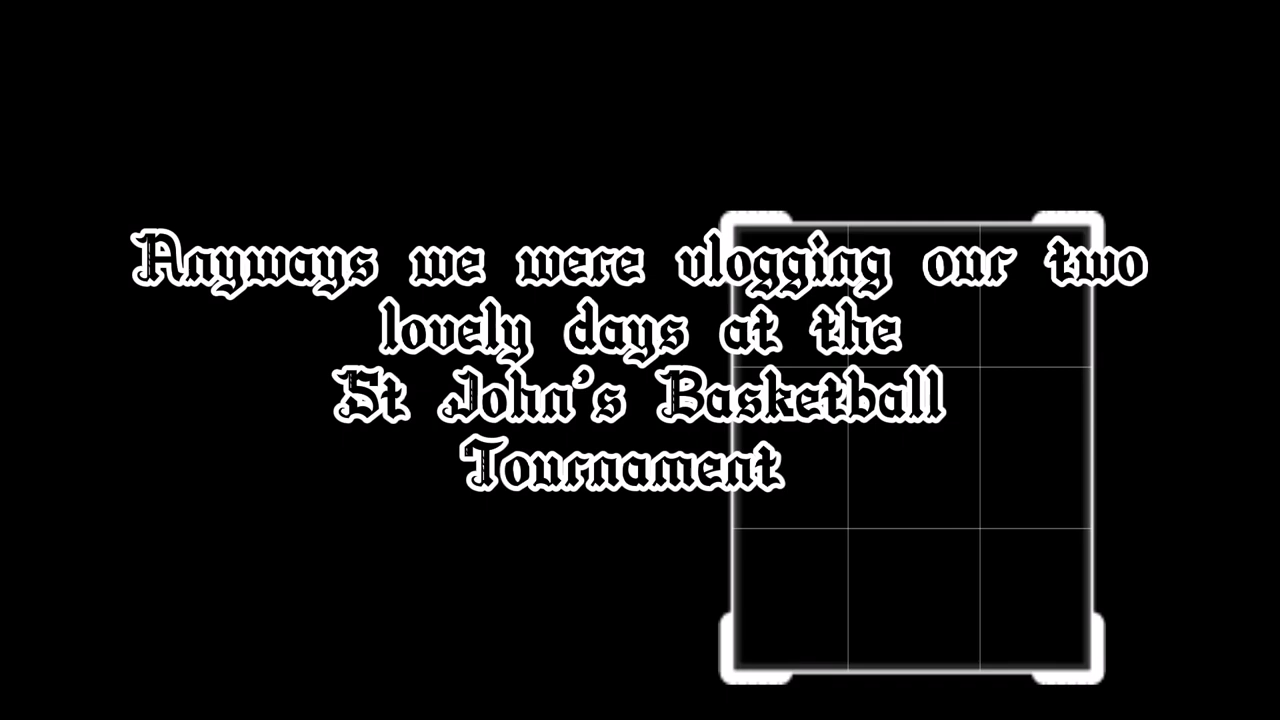 Anyways we were vlogging our two
lovely days at the
St John's Basketball
Tournament